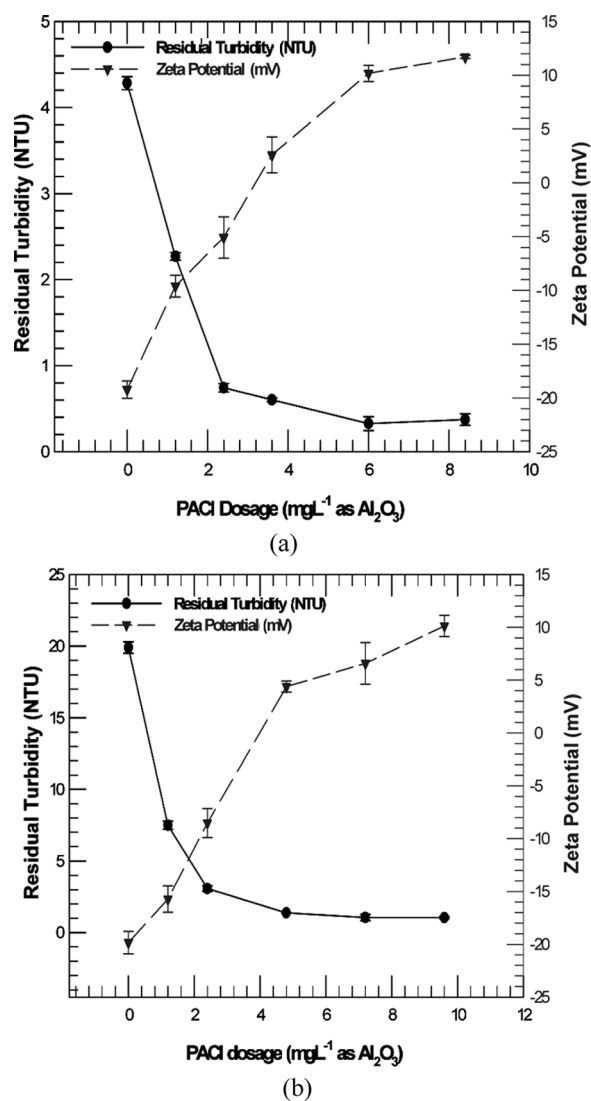 Residual Turbidity (NTU)
Zeta Potential (mV)
5
4
3
2
1
0
Residual Turbidity (NTU)
15
10
5
0
-5
-10
-15
-20
-25
Zeta Potential (mV)
0 2 4 6 8 10
PACl Dosage (mgL⁻¹ as Al₂O₃)
(a)
Residual Turbidity (NTU)
Zeta Potential (mV)
25
20
15
10
5
0
Residual Turbidity (NTU)
15
10
5
0
-5
-10
-15
-20
-25
Zeta Potential (mV)
0 2 4 6 8 10 12
PACl dosage (mgL⁻¹ as Al₂O₃)
(b)